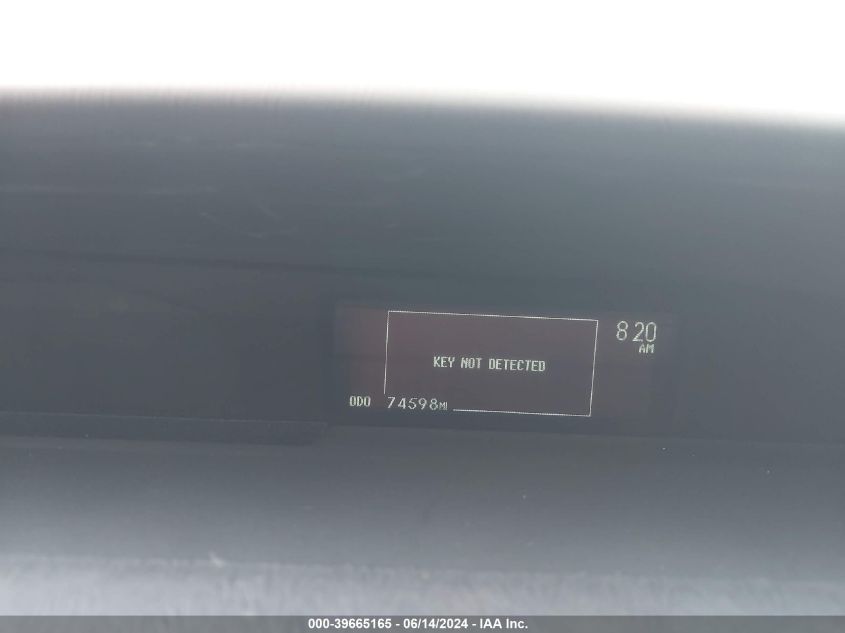 8 20
AM
KEY NOT DETECTED
ODO 74598MI
000-39665165 - 06/14/2024 - IAA Inc.